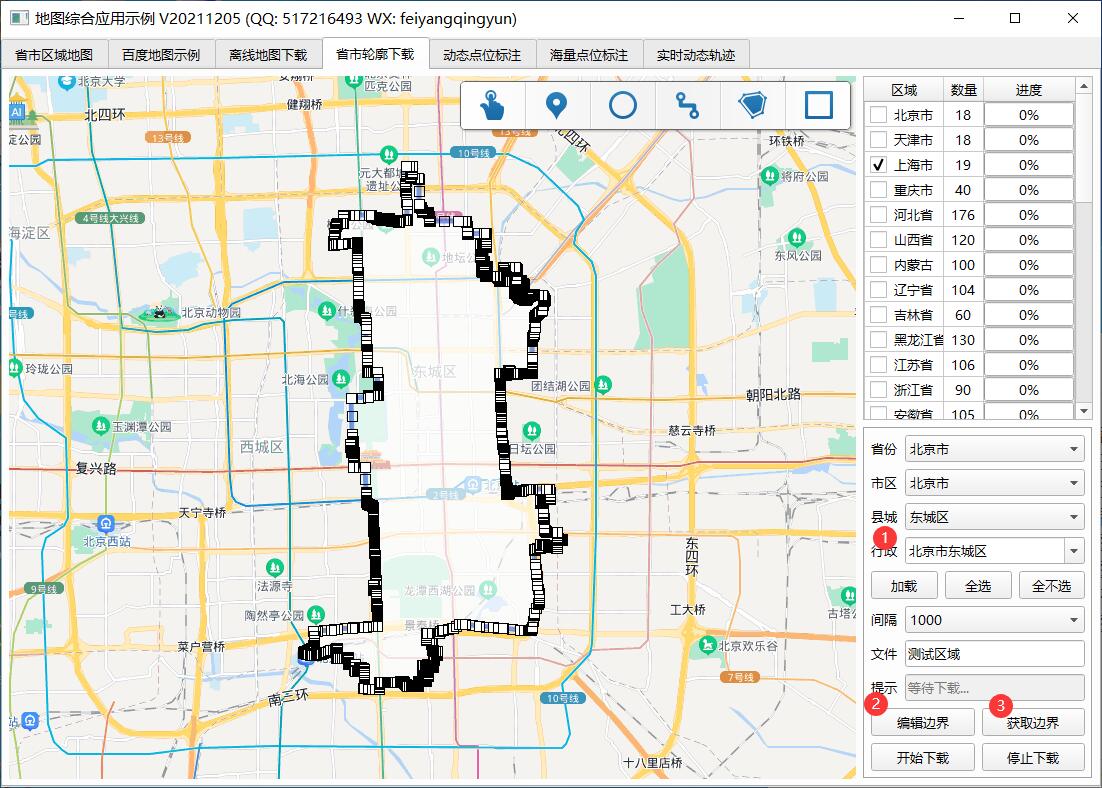 地图综合应用示例 V20211205 (QQ: 517216493 WX: feiyangqingyun)
省市区域地图 百度地图示例 离线地图下载 省市轮廓下载 动态点位标注 海量点位标注 实时动态轨迹
北京大学
匹克公园
健翔桥
北四环
AI
淀公园
13号线
13号线
10号线
北四环
环铁桥
元大都城
遗址公
将府公园
4号线大兴线
海淀区
地坛公
东风公园
北京动物园
号线
什
公园
玲珑公园
北海公园
东城区
团结湖公园
朝阳北路
玉渊潭公园
西城区
日坛公园
慈云寺桥
复兴路
2号线
天宁寺桥
北京西站
东四环
法源寺
9号线
龙潭西湖公园
陶然亭公园
景泰桥
工大桥
古塔公
菜户营桥
北京欢乐谷
7号线
南三环
10号线
站
十八里店桥
区域 数量 进度
北京市 18 0%
天津市 18 0%
上海市 19 0%
重庆市 40 0%
河北省 176 0%
山西省 120 0%
内蒙古 100 0%
辽宁省 104 0%
吉林省 60 0%
黑龙江省 130 0%
江苏省 106 0%
浙江省 90 0%
安徽省 105 0%
省份 北京市
市区 北京市
县城 东城区
1
行政 北京市东城区
加载 全选 全不选
间隔 1000
文件 测试区域
提示 等待下载...
2 编辑边界 3 获取边界
开始下载 停止下载